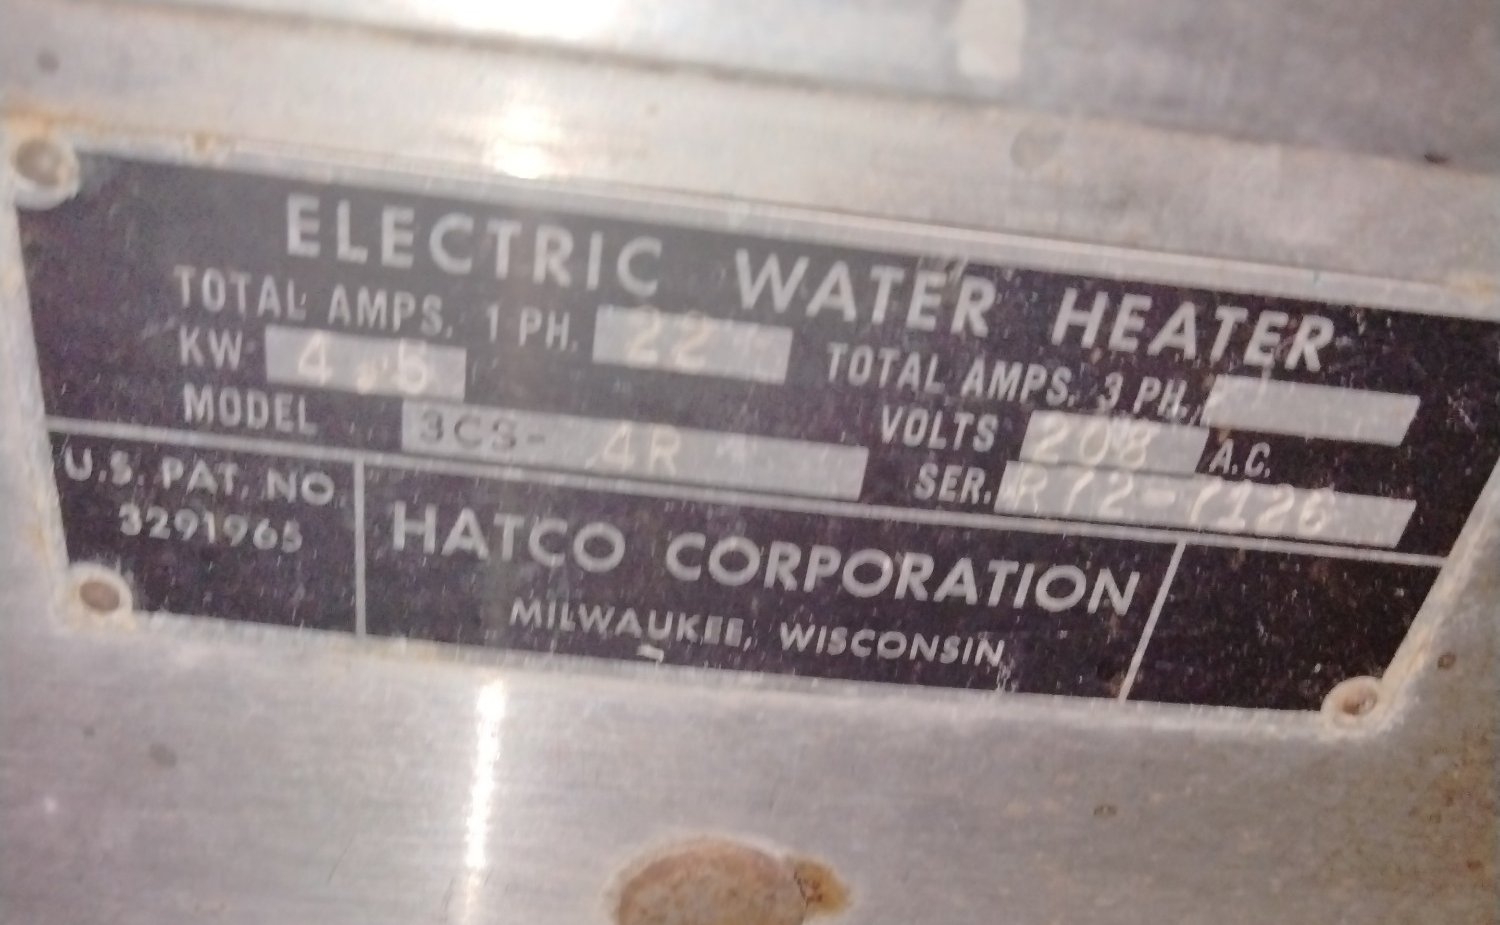 ELECTRIC WATER HEATER
TOTAL AMPS. 1 PH. 22
TOTAL AMPS. 3 PH.
KW 4.5
VOLTS 208 A.C.
MODEL 3CS- 4R
SER. R72-7126
U.S. PAT. NO
3291965
HATCO CORPORATION
MILWAUKEE, WISCONSIN